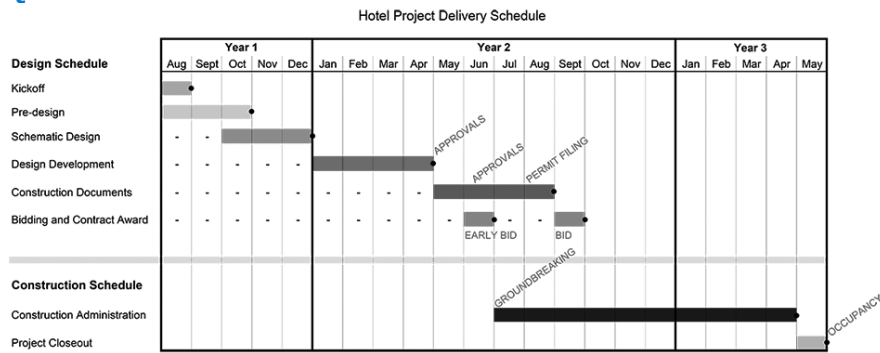 Hotel Project Delivery Schedule
Year 1 Year 2 Year 3
Design Schedule Aug Sept Oct Nov Dec Jan Feb Mar Apr May Jun Jul Aug Sept Oct Nov Dec Jan Feb Mar Apr May
Kickoff
Pre-design
Schematic Design - -
APPROVALS
Design Development - - - - -
APPROVALS PERMIT FILING
Construction Documents - - - - - - - - -
Bidding and Contract Award - - - - - - - - - - - -
EARLY BID BID
Construction Schedule
GROUNDBREAKING
Construction Administration
OCCUPANCY
Project Closeout